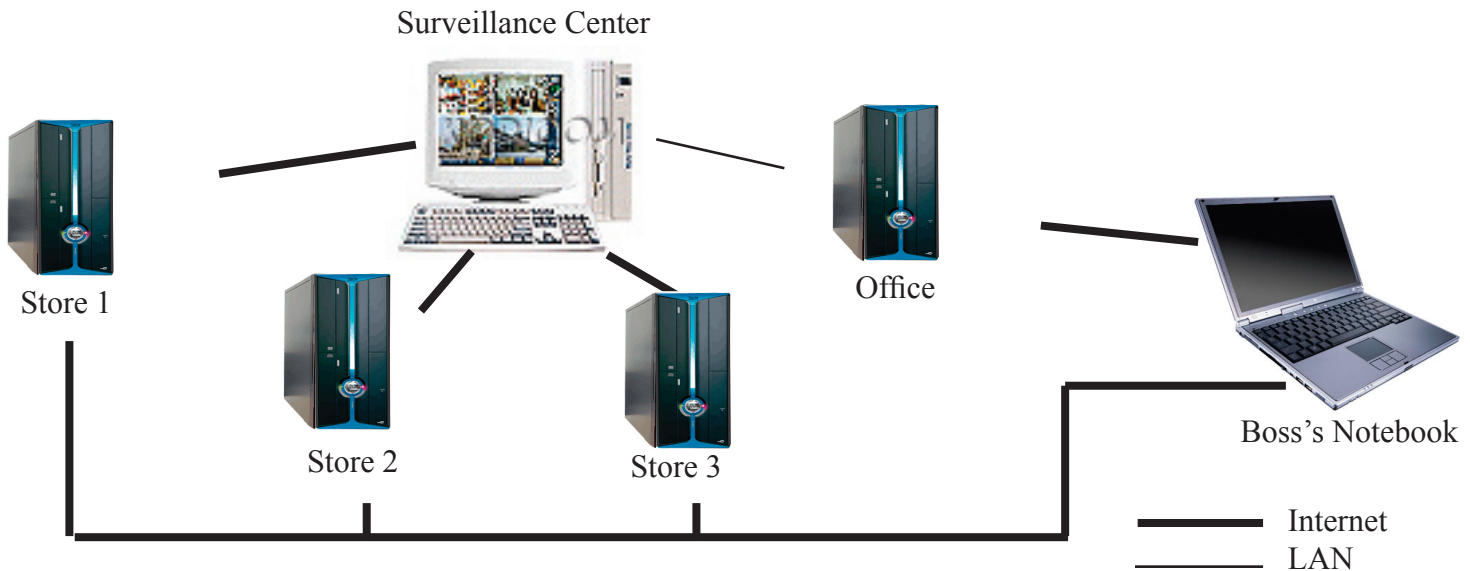 Surveillance Center
Store 1
Office
Store 2
Store 3
Boss's Notebook
Internet
LAN